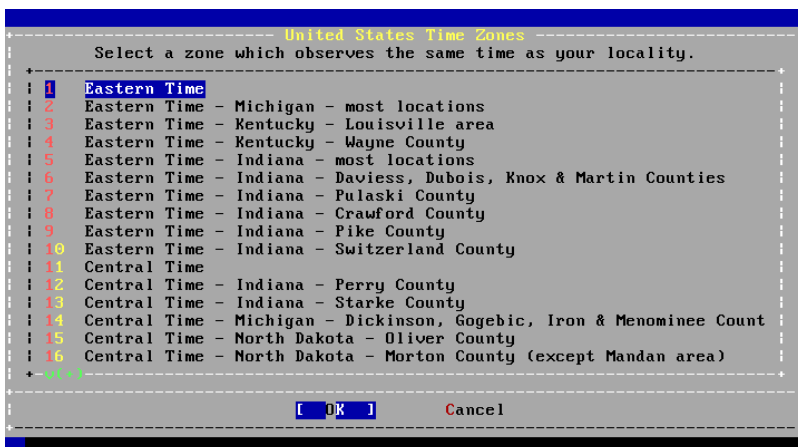 United States Time Zones
Select a zone which observes the same time as your locality.
1 Eastern Time
2 Eastern Time - Michigan - most locations
3 Eastern Time - Kentucky - Louisville area
4 Eastern Time - Kentucky - Wayne County
5 Eastern Time - Indiana - most locations
6 Eastern Time - Indiana - Daviess, Dubois, Knox & Martin Counties
7 Eastern Time - Indiana - Pulaski County
8 Eastern Time - Indiana - Crawford County
9 Eastern Time - Indiana - Pike County
10 Eastern Time - Indiana - Switzerland County
11 Central Time
12 Central Time - Indiana - Perry County
13 Central Time - Indiana - Starke County
14 Central Time - Michigan - Dickinson, Gogebic, Iron & Menominee Count
15 Central Time - North Dakota - Oliver County
16 Central Time - North Dakota - Morton County (except Mandan area)
v(+)
[ OK ] Cancel